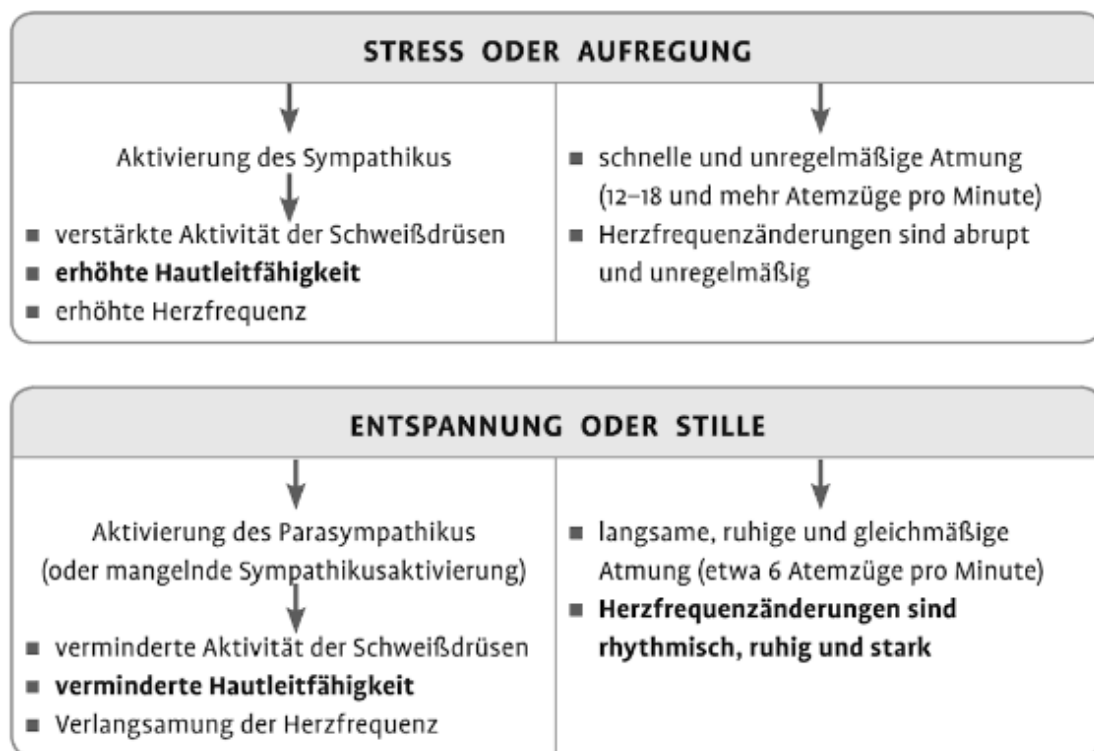 STRESS ODER AUFREGUNG
Aktivierung des Sympathikus
■ verstärkte Aktivität der Schweißdrüsen
■ erhöhte Hautleitfähigkeit
■ erhöhte Herzfrequenz
■ schnelle und unregelmäßige Atmung
(12–18 und mehr Atemzüge pro Minute)
■ Herzfrequenzänderungen sind abrupt
und unregelmäßig
ENTSPANNUNG ODER STILLE
Aktivierung des Parasympathikus
(oder mangelnde Sympathikusaktivierung)
■ verminderte Aktivität der Schweißdrüsen
■ verminderte Hautleitfähigkeit
■ Verlangsamung der Herzfrequenz
■ langsame, ruhige und gleichmäßige
Atmung (etwa 6 Atemzüge pro Minute)
■ Herzfrequenzänderungen sind
rhythmisch, ruhig und stark